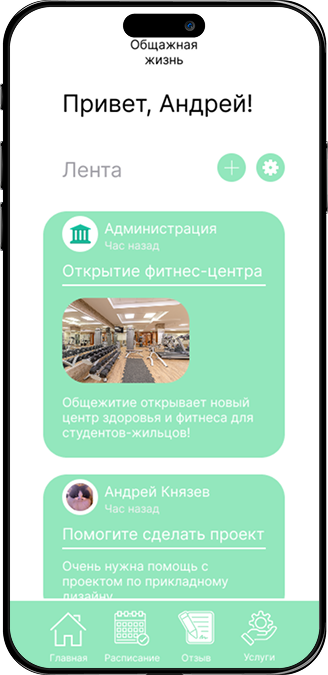 Общажная
жизнь
Привет, Андрей!
Лента
Администрация
Час назад
Открытие фитнес-центра
Общежитие открывает новый
центр здоровья и фитнеса для
студентов-жильцов!
Андрей Князев
Час назад
Помогите сделать проект
Очень нужна помощь с
проектом по прикладному
дизайну
Главная Расписание Отзыв Услуги